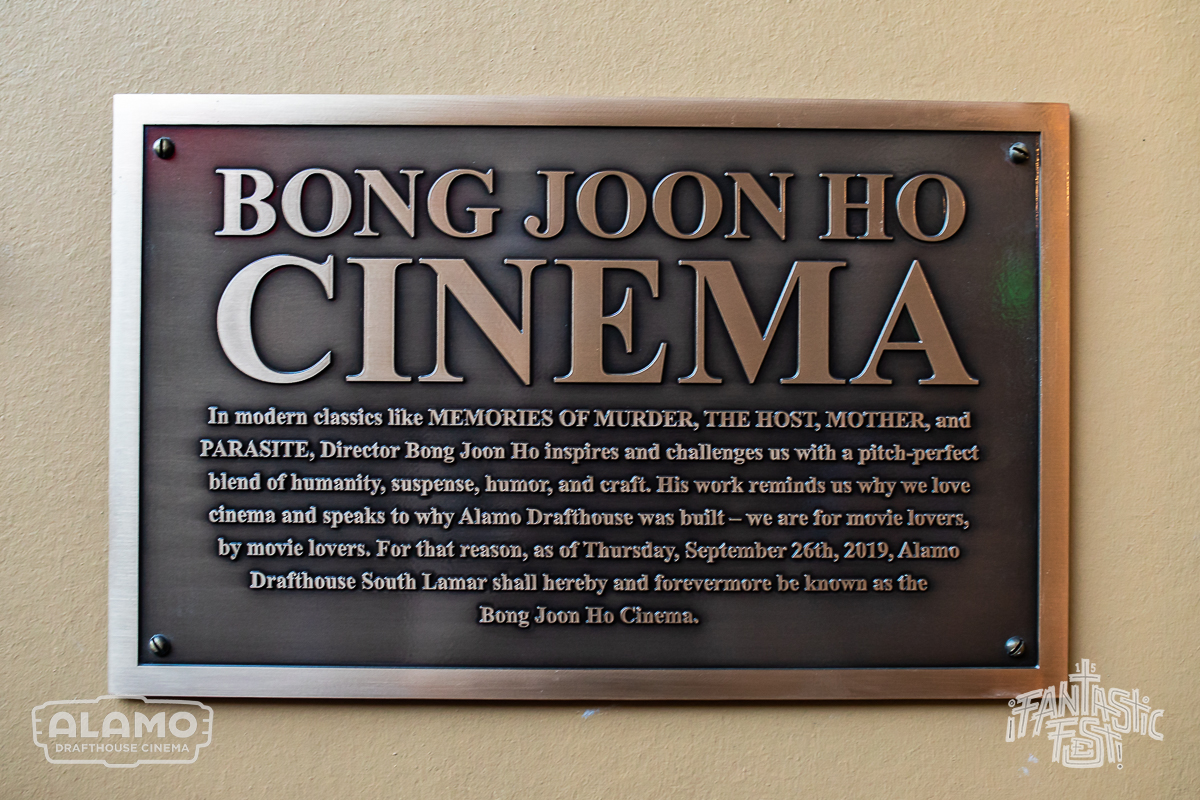 BONG JOON HO
CINEMA
In modern classics like MEMORIES OF MURDER, THE HOST, MOTHER, and
PARASITE, Director Bong Joon Ho inspires and challenges us with a pitch-perfect
blend of humanity, suspense, humor, and craft. His work reminds us why we love
cinema and speaks to why Alamo Drafthouse was built – we are for movie lovers,
by movie lovers. For that reason, as of Thursday, September 26th, 2019, Alamo
Drafthouse South Lamar shall hereby and forevermore be known as the
Bong Joon Ho Cinema.
ALAMO
DRAFTHOUSE CINEMA
15
¡FANTASTIC
FEST!